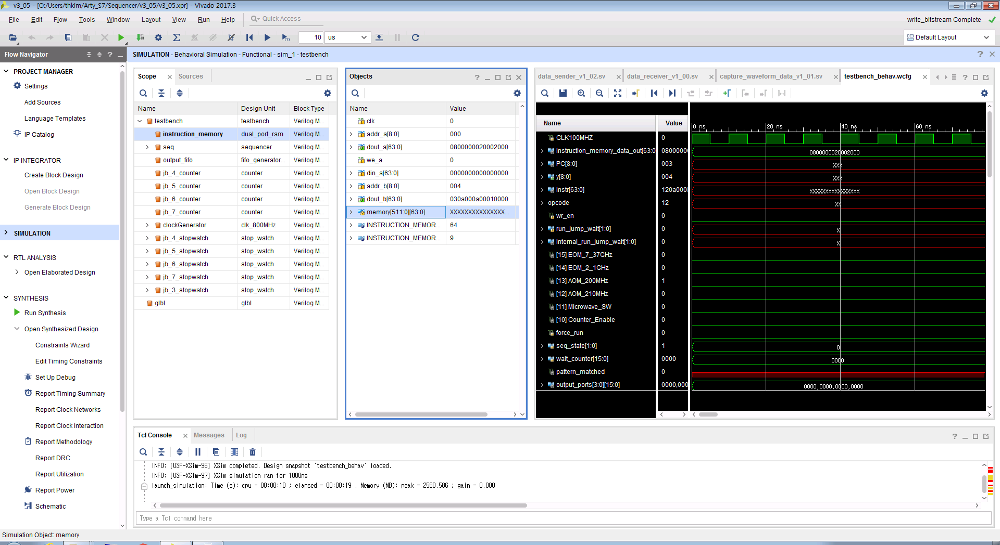 v3_05 - [O:/Users/thkim/Arty_S7/Sequencer/v3_05/v3_05.xpr] - Vivado 2017.3
File Edit Flow Tools Window Layout View Run Help Quick Access write_bitstream Complete
10 us Default Layout
Flow Navigator
SIMULATION - Behavioral Simulation - Functional - sim_1 - testbench
PROJECT MANAGER
Settings
Add Sources
Language Templates
IP Catalog
IP INTEGRATOR
Create Block Design
Open Block Design
Generate Block Design
SIMULATION
RTL ANALYSIS
Open Elaborated Design
SYNTHESIS
Run Synthesis
Open Synthesized Design
Constraints Wizard
Edit Timing Constraints
Set Up Debug
Report Timing Summary
Report Clock Networks
Report Clock Interaction
Report Methodology
Report DRC
Report Utilization
Report Power
Schematic
Scope Sources
Name Design Unit Block Type
testbench testbench Verilog M...
instruction_memory dual_port_ram Verilog M...
seq sequencer Verilog M...
output_fifo fifo_generator... Verilog M...
jb_4_counter counter Verilog M...
jb_5_counter counter Verilog M...
jb_6_counter counter Verilog M...
jb_7_counter counter Verilog M...
clockGenerator clk_800MHz Verilog M...
jb_4_stopwatch stop_watch Verilog M...
jb_5_stopwatch stop_watch Verilog M...
jb_6_stopwatch stop_watch Verilog M...
jb_7_stopwatch stop_watch Verilog M...
jb_3_stopwatch stop_watch Verilog M...
glbl glbl Verilog M...
Objects
Name Value
clk 0
addr_a[8:0] 000
dout_a[63:0] 0800000020002000
we_a 0
din_a[63:0] 0000000000000000
addr_b[8:0] 004
dout_b[63:0] 030a000a00010000
memory[511:0][63:0] XXXXXXXXXXXXXXX...
INSTRUCTION_MEMOR... 64
INSTRUCTION_MEMOR... 9
data_sender_v1_02.sv data_receiver_v1_00.sv capture_waveform_data_v1_01.sv testbench_behav.wcfg
Name Value 0 ns 20 ns 40 ns 60 ns
CLK100MHZ 0
instruction_memory_data_out[63:0 08000000 0800000020002000
PC[8:0] 003 XXX
y[8:0] 004 XXX
instr[63:0] 120a000 XXXXXXXXXXXXXXXX
opcode 12 XX
wr_en 0
run_jump_wait[1:0] 0 X
internal_run_jump_wait[1:0] 0 X
[15] EOM_7_37GHz 0
[14] EOM_2_1GHz 0
[13] AOM_200MHz 1
[12] AOM_210MHz 0
[11] Microwave_SW 0
[10] Counter_Enable 0
force_run 0
seq_state[1:0] 1 0
wait_counter[15:0] 0000 0000
pattern_matched 0
output_ports[3:0][15:0] 0000,000 0000,0000,0000,0000
Tcl Console Messages Log
INFO: [USF-XSim-96] XSim completed. Design snapshot 'testbench_behav' loaded.
INFO: [USF-XSim-97] XSim simulation ran for 1000ns
launch_simulation: Time (s): cpu = 00:00:10 ; elapsed = 00:00:19 . Memory (MB): peak = 2580.586 ; gain = 0.000
Type a Tcl command here
Simulation Object: memory